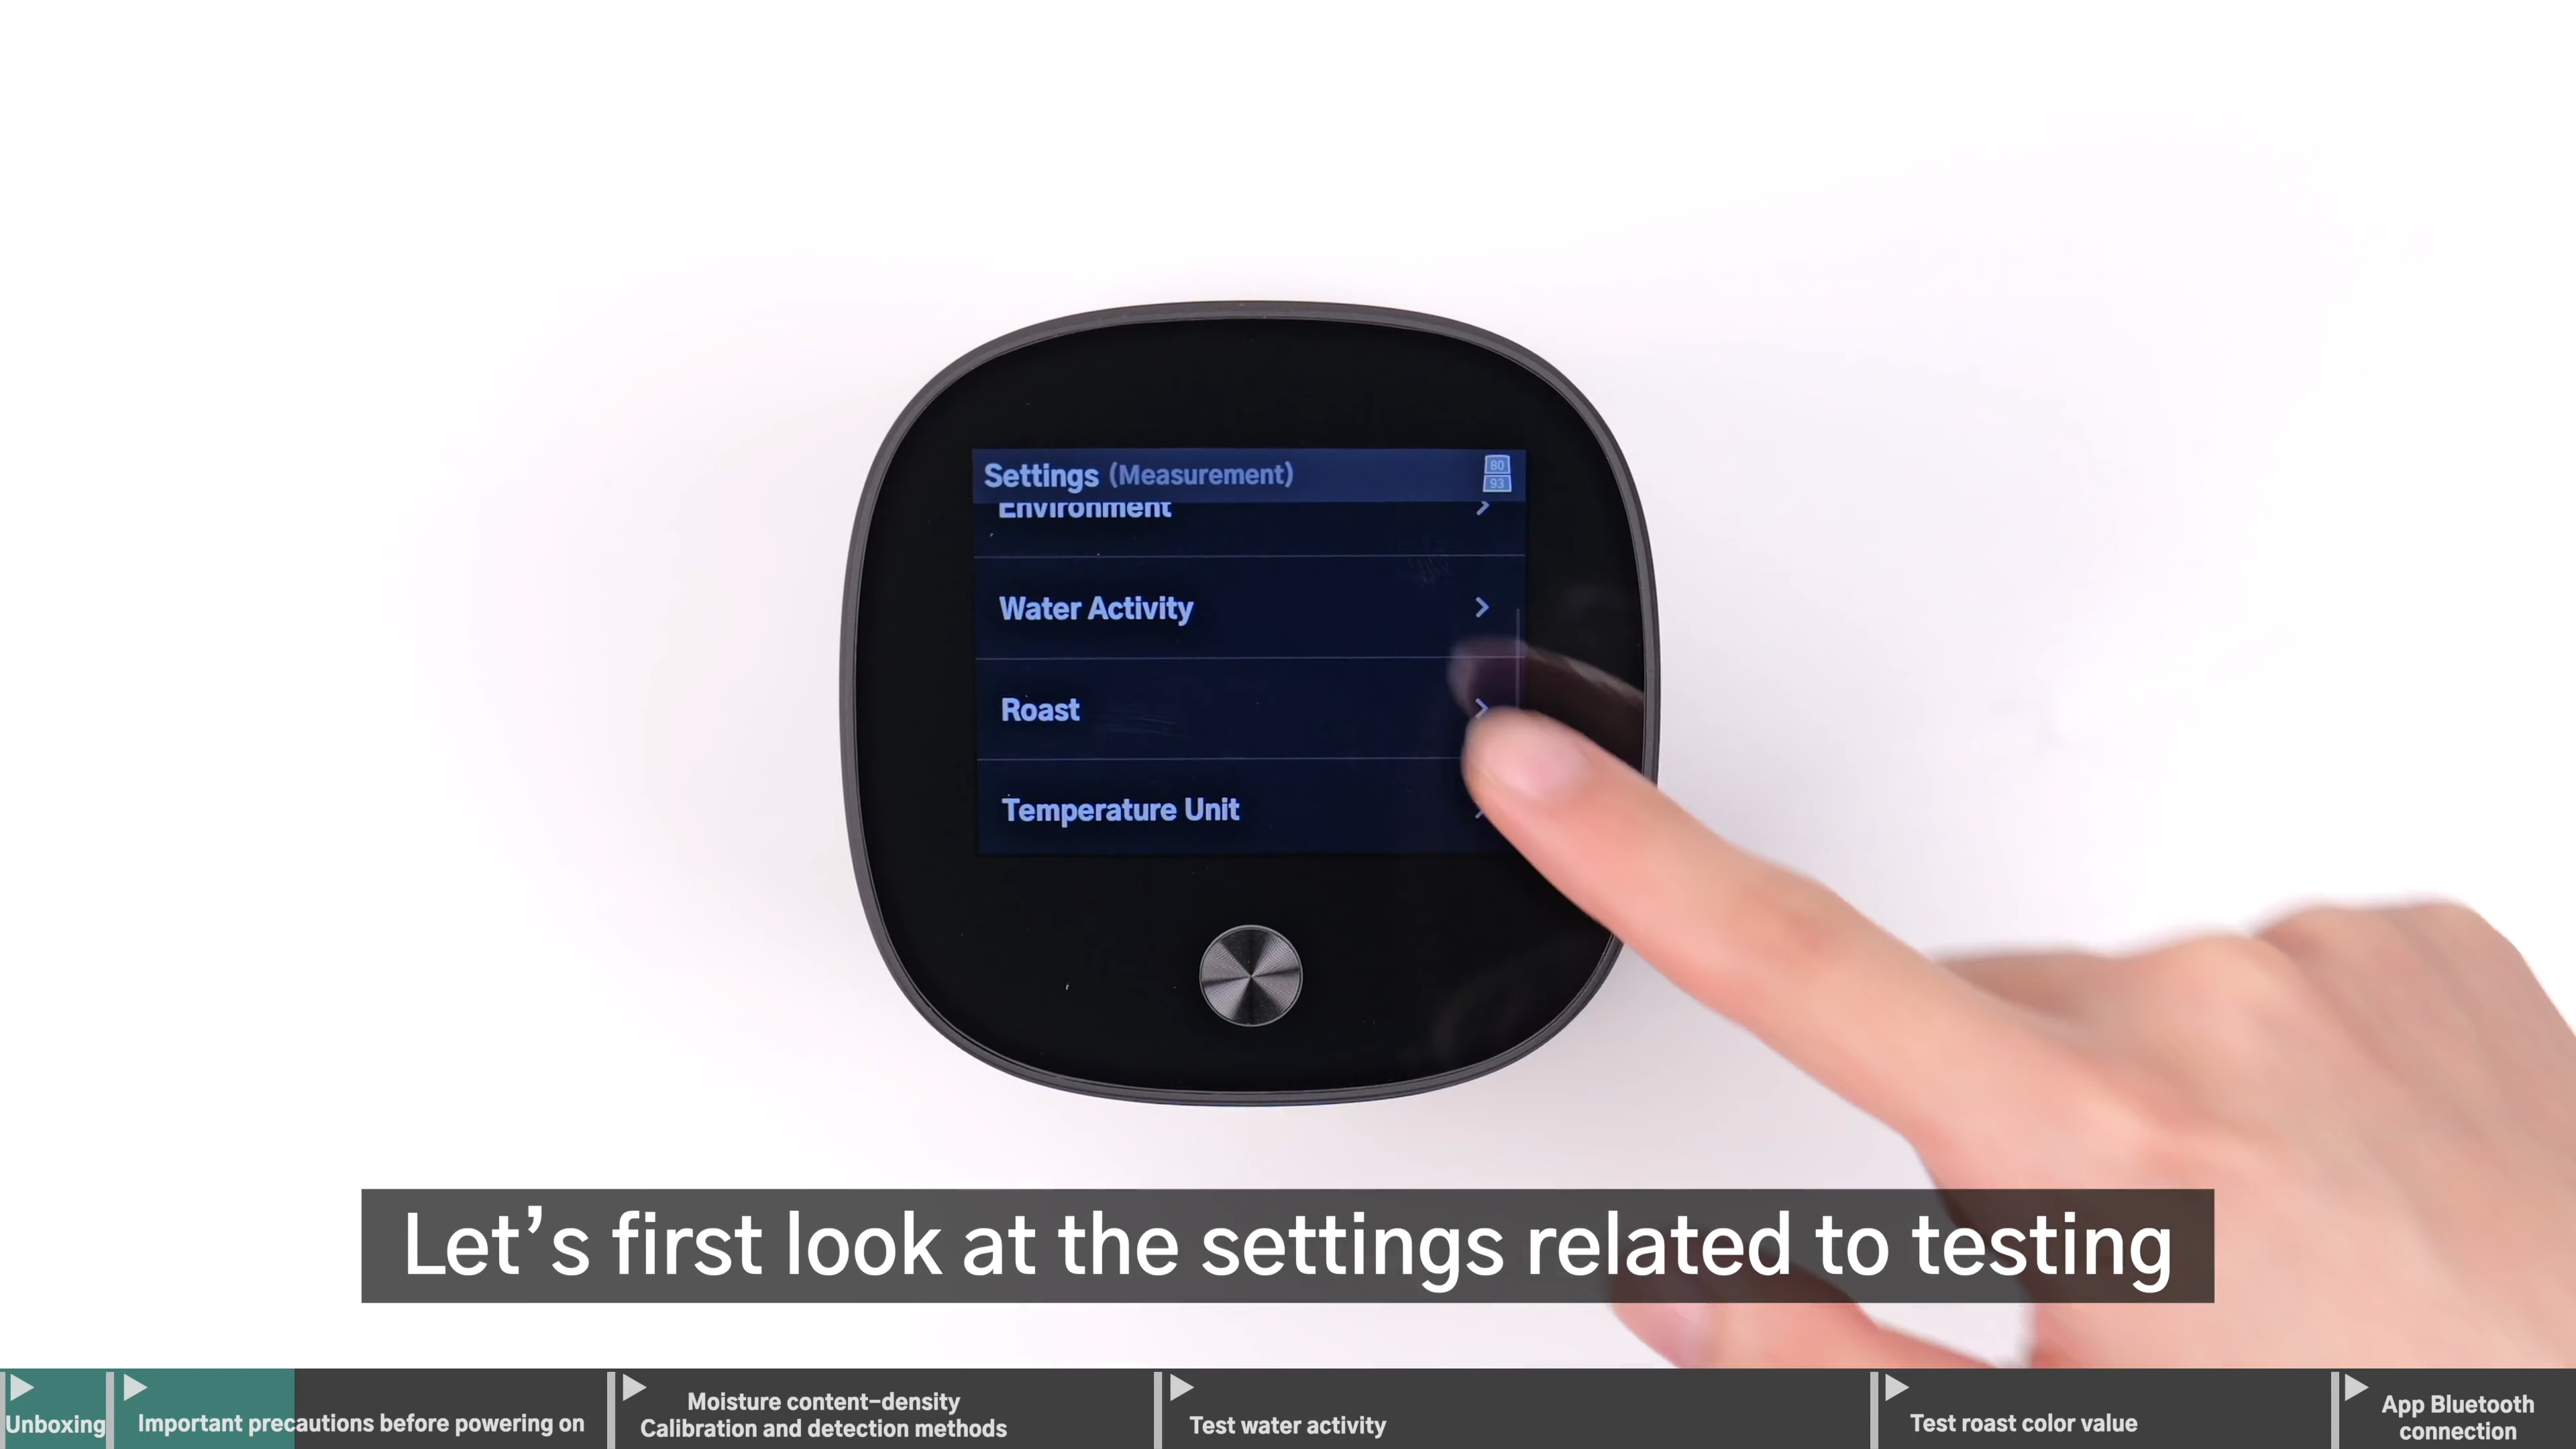 Settings (Measurement)
80
93
Environment
Water Activity
Roast
Temperature Unit
Let’s first look at the settings related to testing
Unboxing
Important precautions before powering on
Moisture content-density
Calibration and detection methods
Test water activity
Test roast color value
App Bluetooth
connection